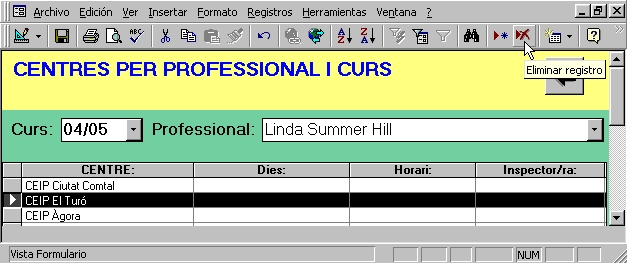 Archivo Edición Ver Insertar Formato Registros Herramientas Ventana ?
Eliminar registro
CENTRES PER PROFESSIONAL I CURS
Curs: 04/05 Professional: Linda Summer Hill
CENTRE: Dies: Horari: Inspector/ra:
CEIP Ciutat Comtal
CEIP El Turó
CEIP Àgora
Vista Formulario NUM